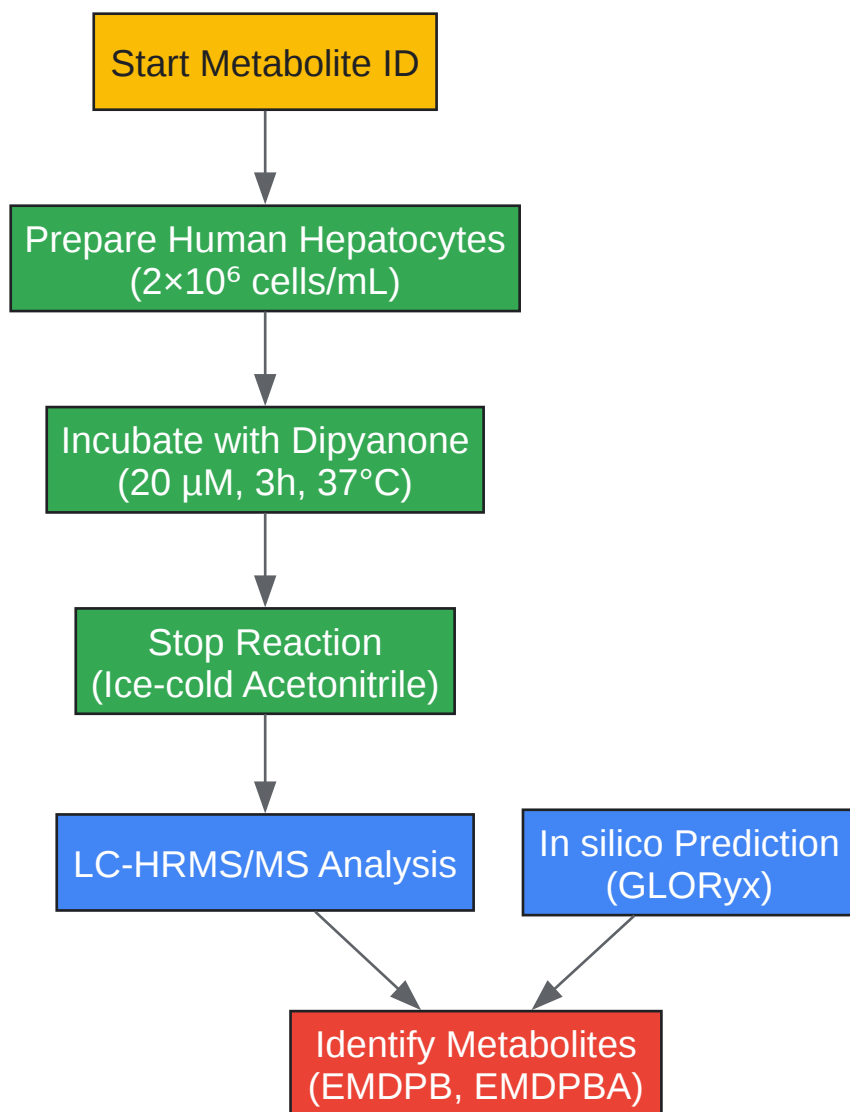 Start Metabolite ID
Prepare Human Hepatocytes
(2×10⁶ cells/mL)
Incubate with Dipyanone
(20 µM, 3h, 37°C)
Stop Reaction
(Ice-cold Acetonitrile)
LC-HRMS/MS Analysis
In silico Prediction
(GLORyx)
Identify Metabolites
(EMDPB, EMDPBA)